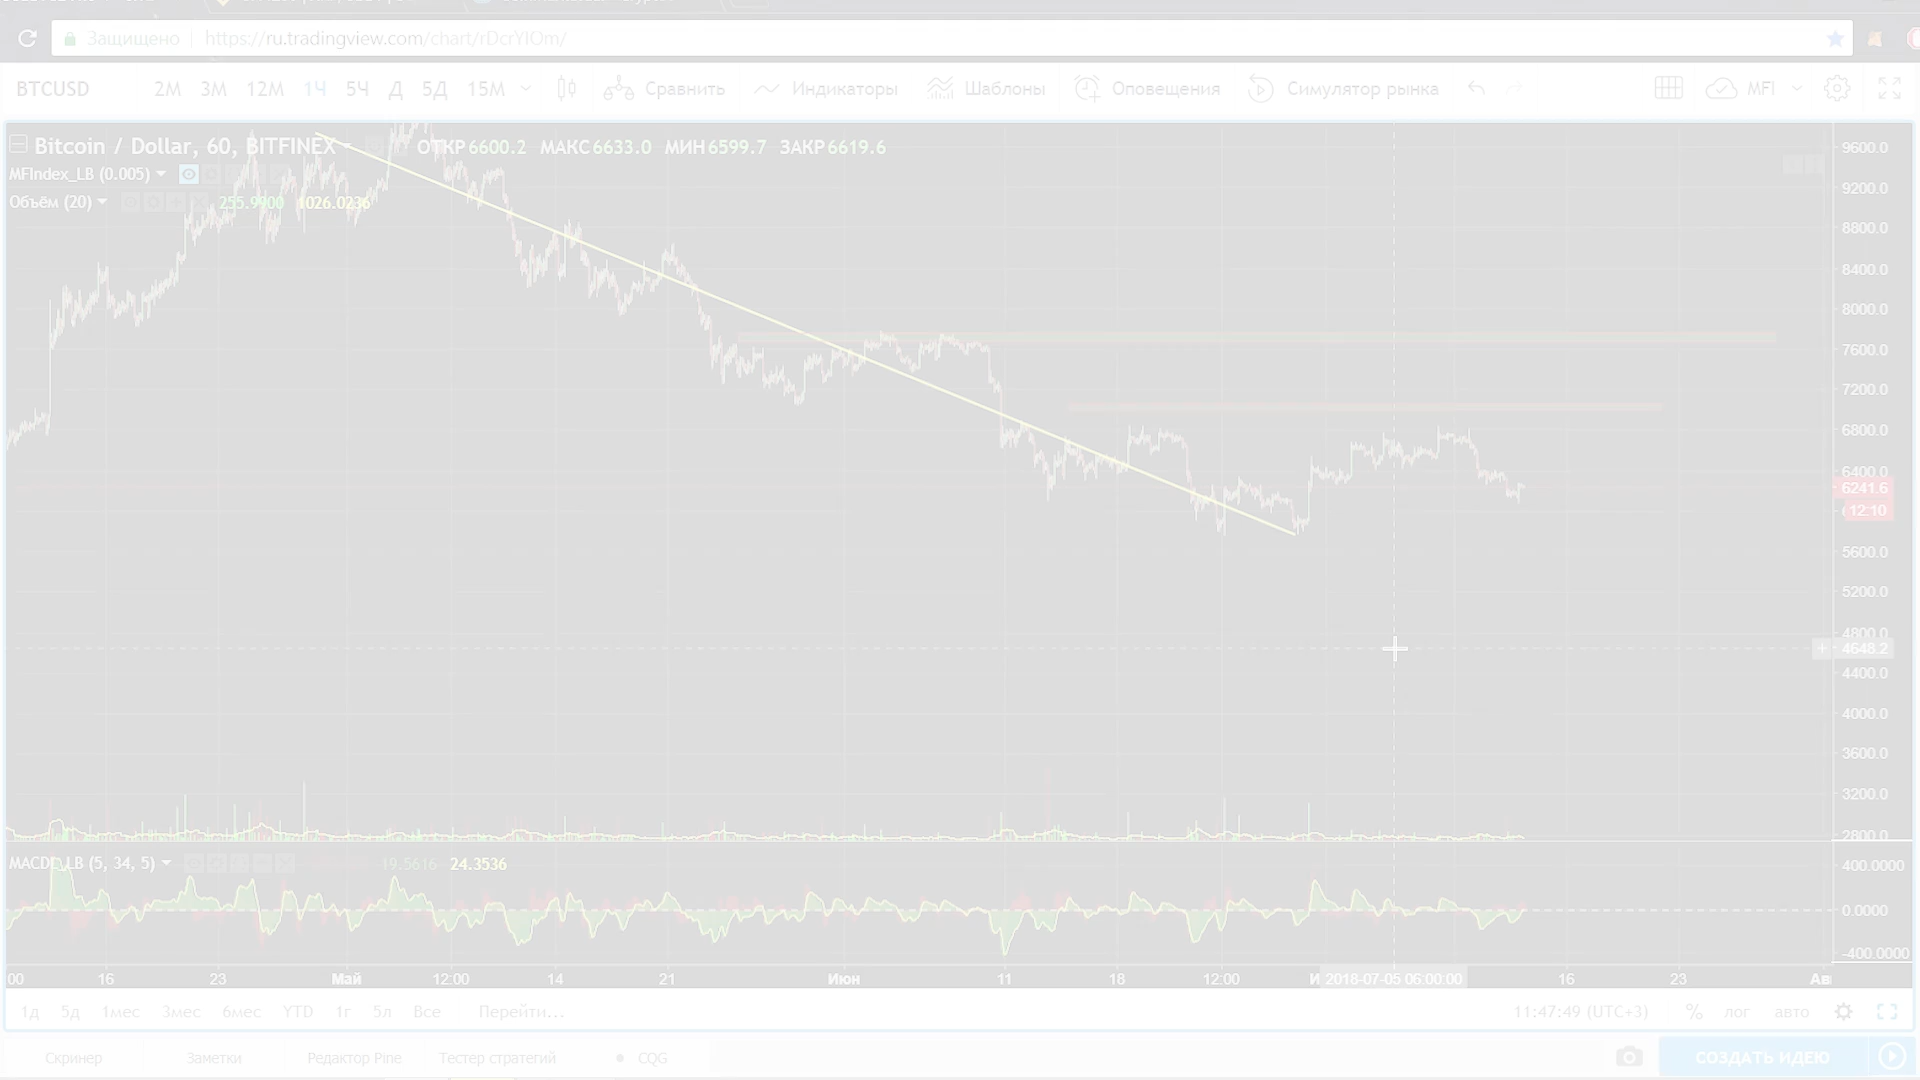 Защищено https://ru.tradingview.com/chart/rDcrYlOm/
BTCUSD 2М 3М 12М 1Ч 5Ч Д 5Д 15М Сравнить Индикаторы Шаблоны Оповещения Симулятор рынка MFI
Bitcoin / Dollar, 60, BITFINEX ОТКР 6600.2 МАКС 6633.0 МИН 6599.7 ЗАКР 6619.6
MFIndex_LB (0.005)
Объём (20) 255.9900 1026.0236
9600.0
9200.0
8800.0
8400.0
8000.0
7600.0
7200.0
6800.0
6400.0
6241.6
12:10
5600.0
5200.0
4800.0
4648.2
4400.0
4000.0
3600.0
3200.0
2800.0
(5, 34, 5) 19.5616 24.3536
400.0000
0.0000
-400.0000
00 16 23 Май 12:00 14 21 Июн 11 18 12:00 2018-07-05 06:00:00 16 23
1д 5д 1мес 3мес 6мес YTD 1г 5л Все Перейти... 11:47:49 (UTC+3) % лог авто
Скринер Заметки Редактор Pine Тестер стратегий CQG СОЗДАТЬ ИДЕЮ